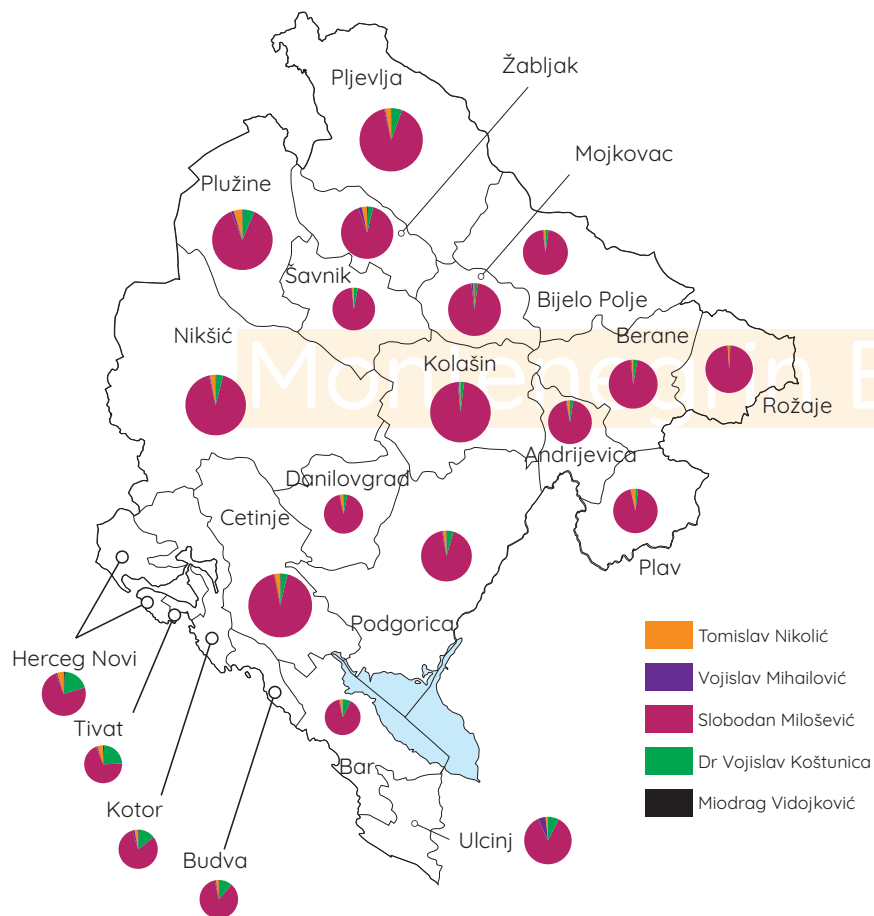 Žabljak
Pljevlja
Mojkovac
Plužine
Šavnik
Bijelo Polje
Nikšić
Kolašin
Berane
Montenegrin E
Rožaje
Andrijevica
Danilovgrad
Cetinje
Plav
Podgorica
Tomislav Nikolić
Herceg Novi
Vojislav Mihailović
Slobodan Milošević
Tivat
Dr Vojislav Koštunica
Bar
Kotor
Miodrag Vidojković
Ulcinj
Budva